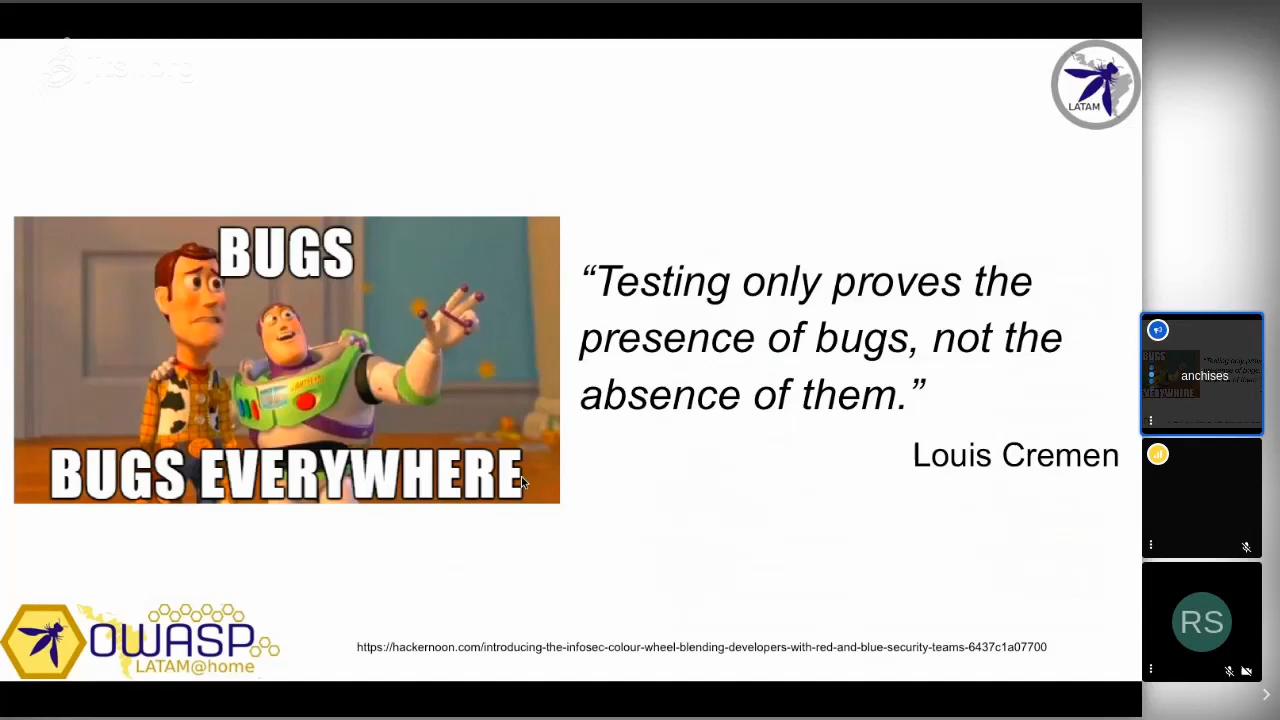 jitsi.org
LATAM
BUGS
BUGS EVERYWHERE
“Testing only proves the
presence of bugs, not the
absence of them.”
Louis Cremen
OWASP
LATAM@home
https://hackernoon.com/introducing-the-infosec-colour-wheel-blending-developers-with-red-and-blue-security-teams-6437c1a07700
anchises
RS